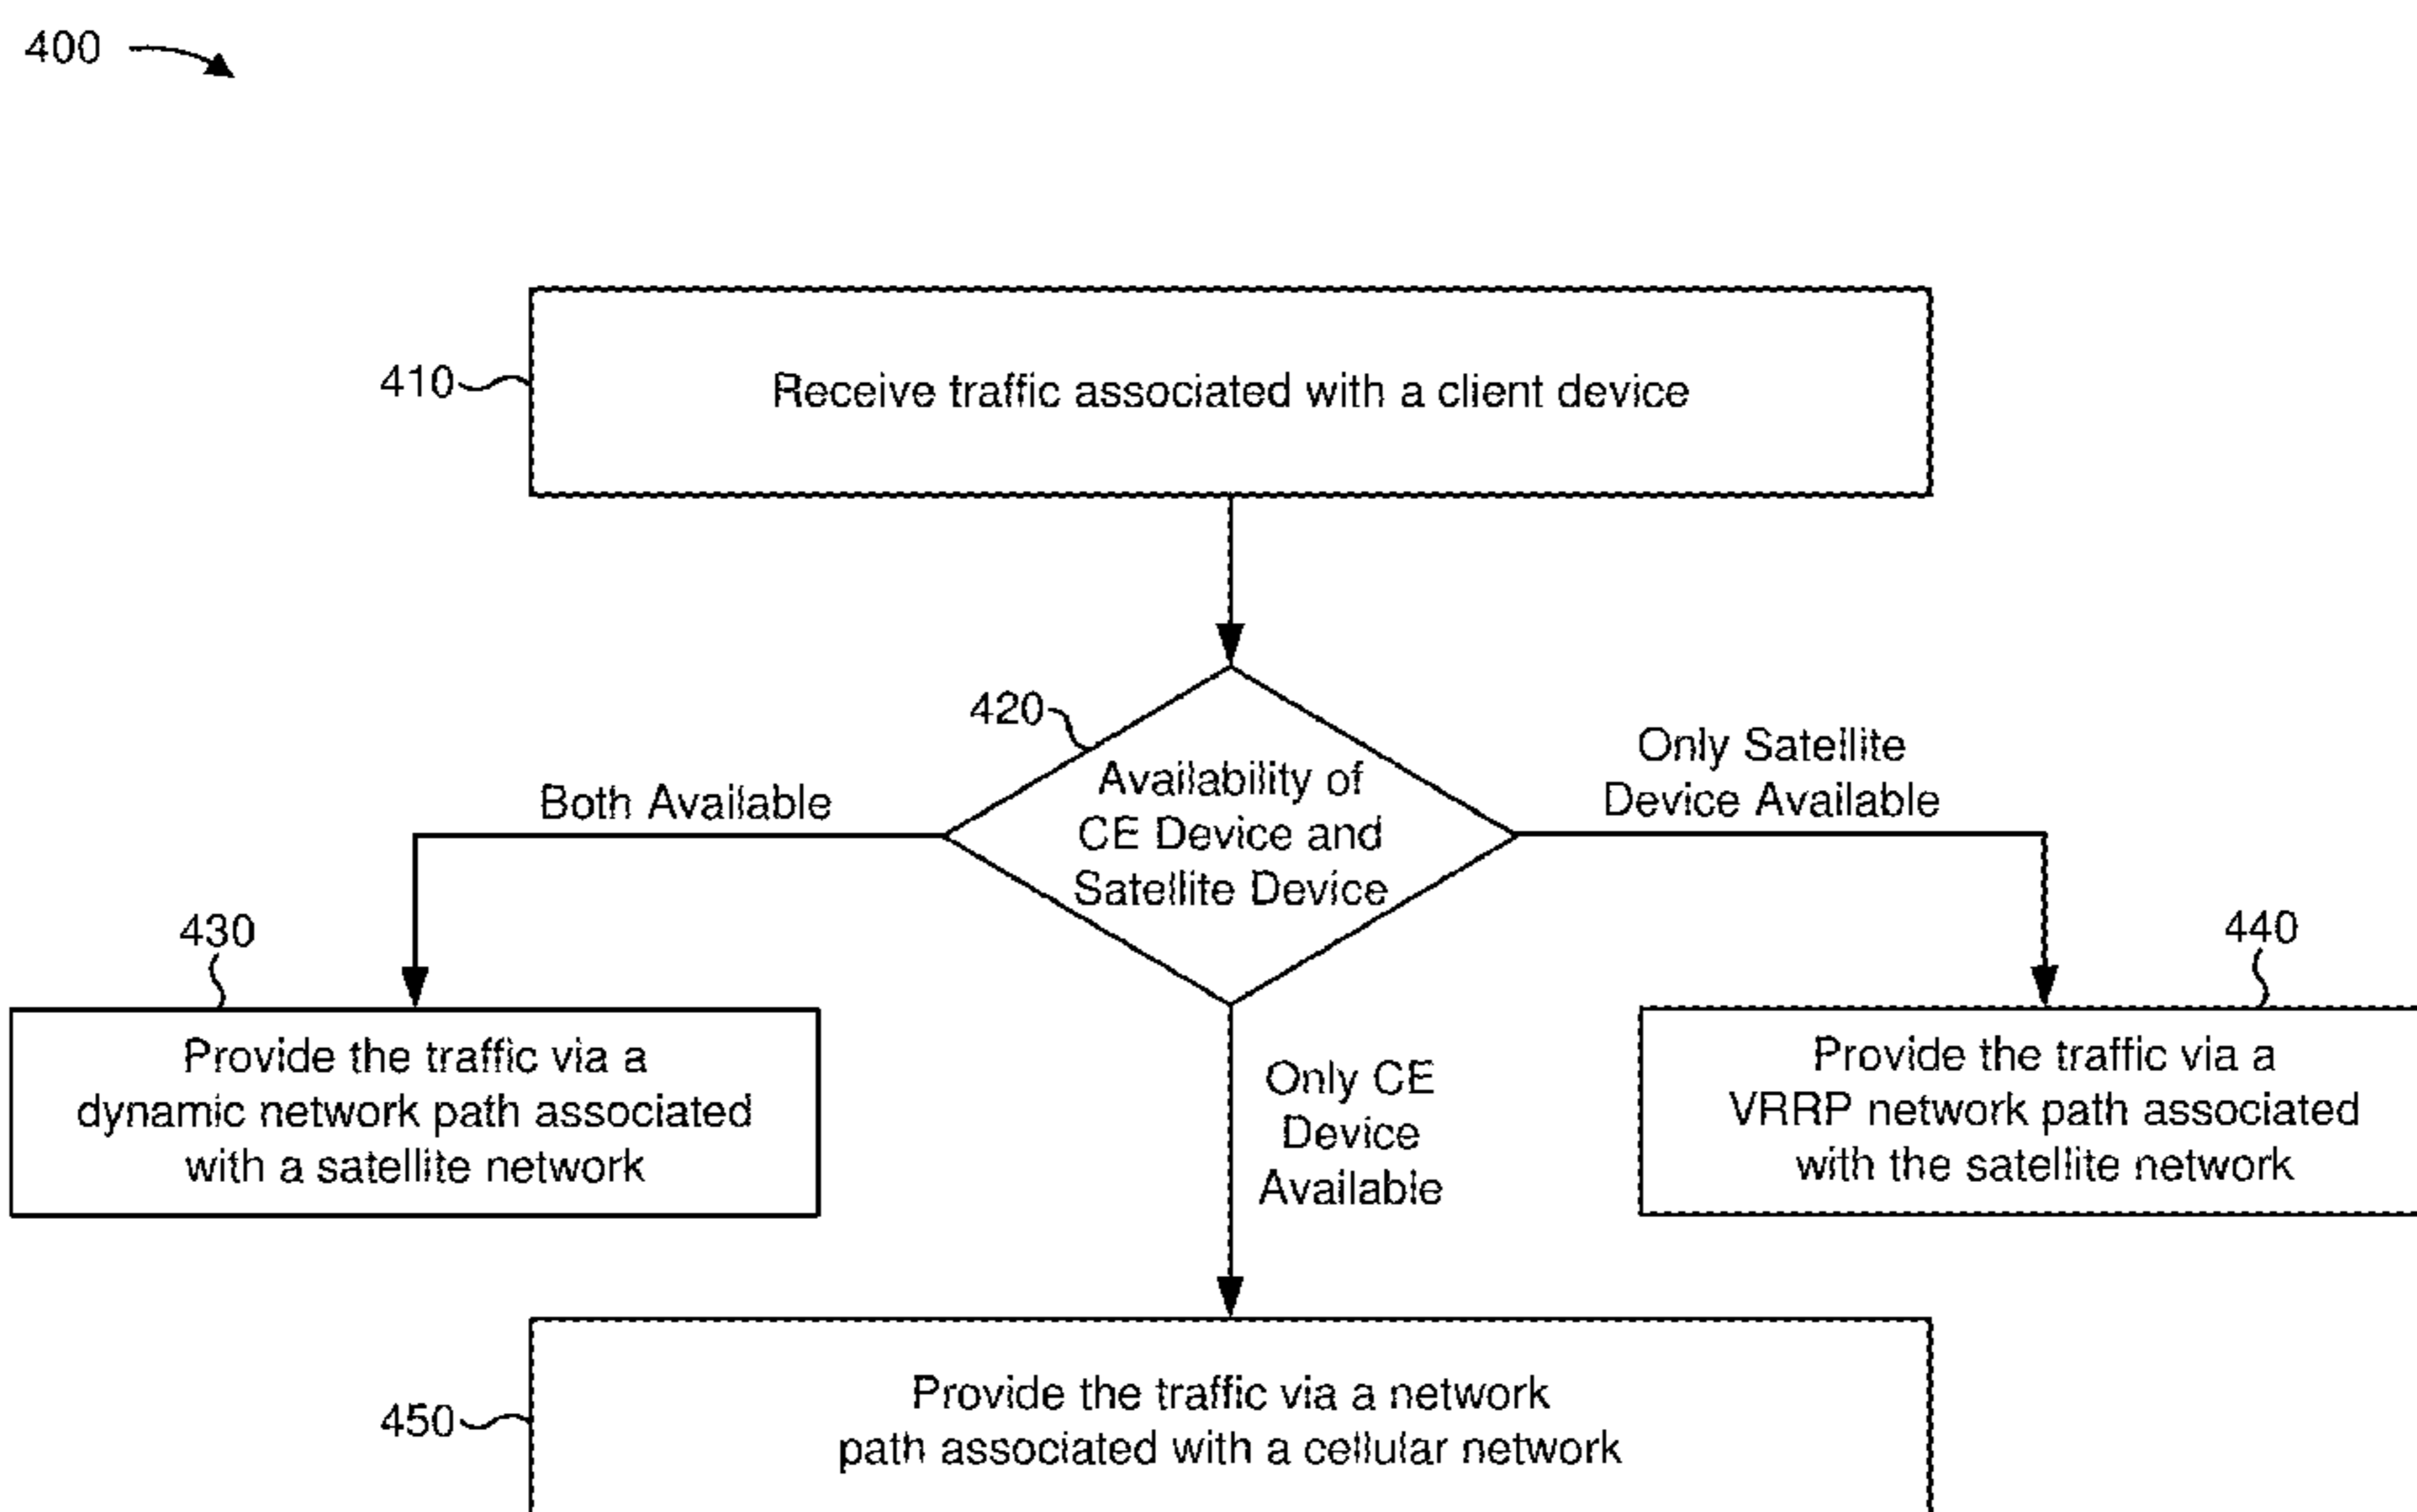 400
410
Receive traffic associated with a client device
420
Availability of
CE Device and
Satellite Device
Both Available
Only Satellite
Device Available
430
Provide the traffic via a
dynamic network path associated
with a satellite network
Only CE
Device
Available
440
Provide the traffic via a
VRRP network path associated
with the satellite network
450
Provide the traffic via a network
path associated with a cellular network